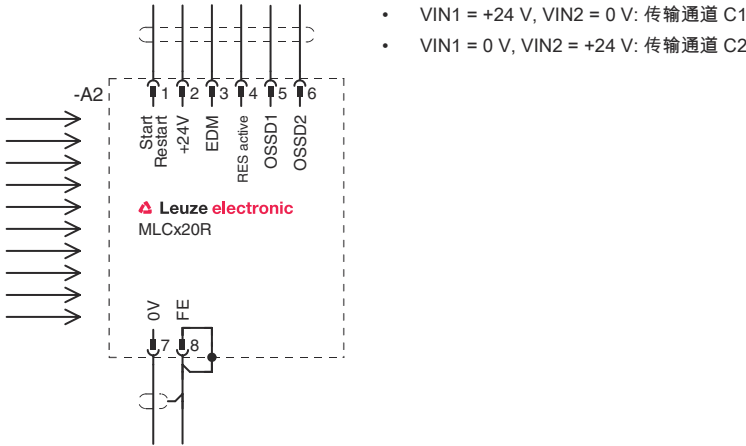 • VIN1 = +24 V, VIN2 = 0 V: 传输通道 C1
• VIN1 = 0 V, VIN2 = +24 V: 传输通道 C2
-A2
1 2 3 4 5 6
Start
Restart
+24V
EDM
RES active
OSSD1
OSSD2
Leuze electronic
MLCx20R
0V
FE
7 8